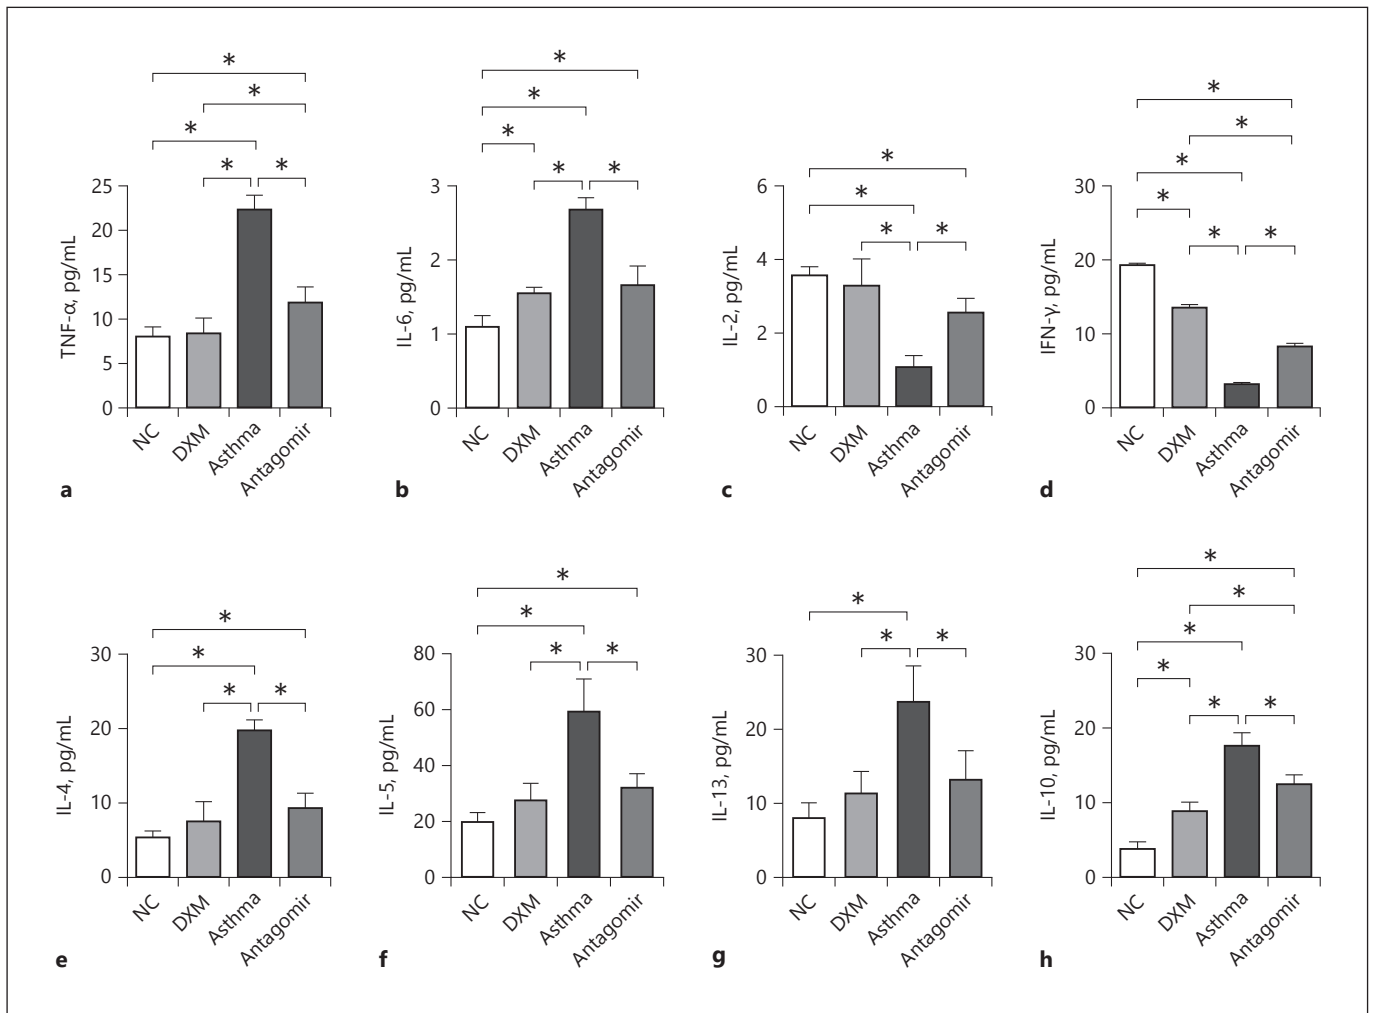 *
*
*
* *
TNF-α, pg/mL
25
20
15
10
5
0
NC
DXM
Asthma
Antagomir
a
*
*
*
* *
IL-6, pg/mL
3
2
1
0
NC
DXM
Asthma
Antagomir
b
*
*
* *
IL-2, pg/mL
6
4
2
0
NC
DXM
Asthma
Antagomir
c
*
*
*
*
* *
IFN-γ, pg/mL
30
20
10
0
NC
DXM
Asthma
Antagomir
d
*
*
* *
IL-4, pg/mL
30
20
10
0
NC
DXM
Asthma
Antagomir
e
*
*
* *
IL-5, pg/mL
80
60
40
20
0
NC
DXM
Asthma
Antagomir
f
*
* *
IL-13, pg/mL
30
20
10
0
NC
DXM
Asthma
Antagomir
g
*
*
*
*
* *
IL-10, pg/mL
30
20
10
0
NC
DXM
Asthma
Antagomir
h